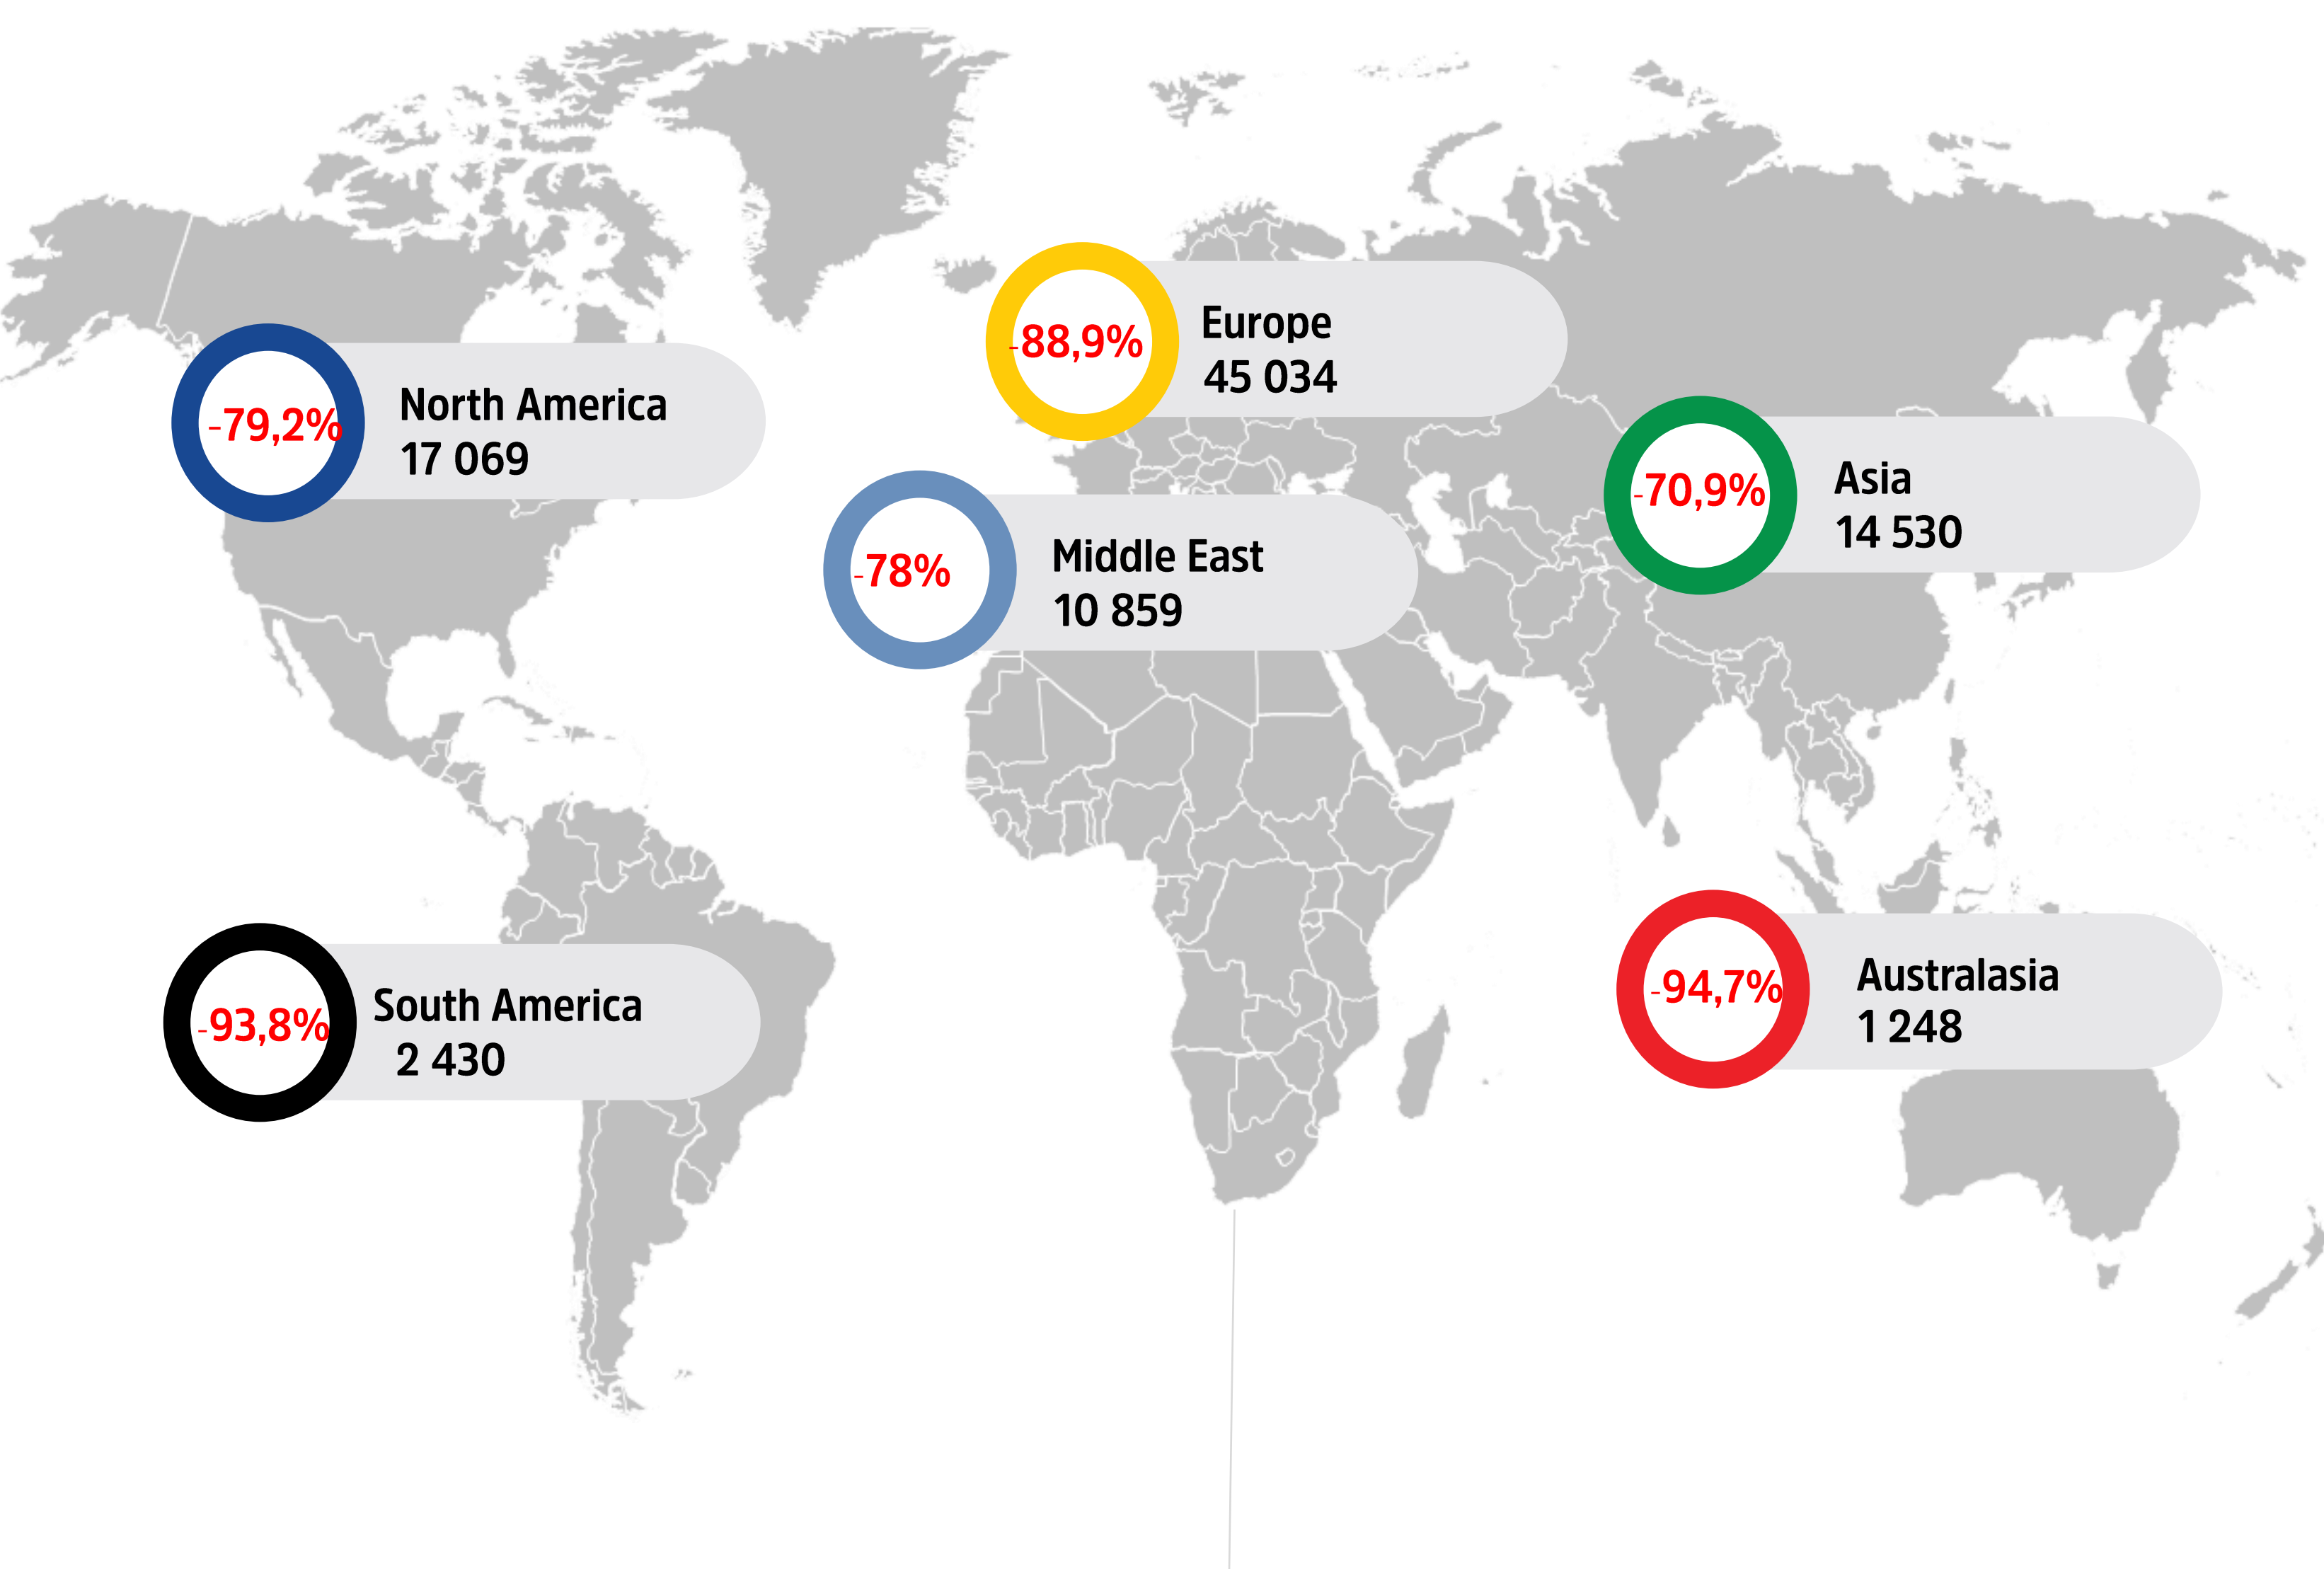 -88,9%
Europe
45 034
-79,2%
North America
17 069
-70,9%
Asia
14 530
-78%
Middle East
10 859
-94,7%
Australasia
1 248
-93,8%
South America
2 430